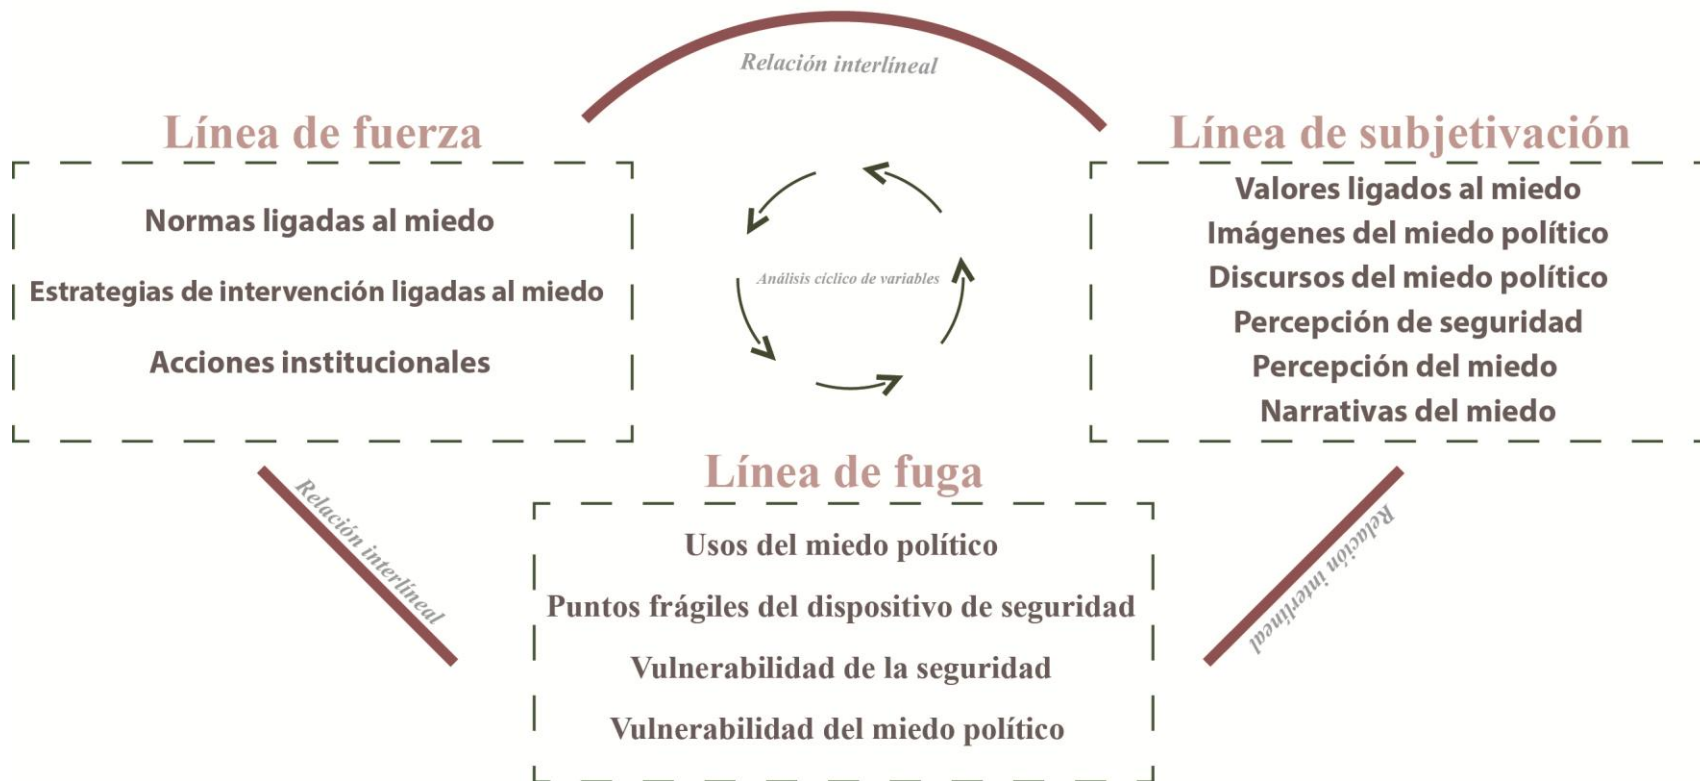 Relación interlíneal
Línea de fuerza
Normas ligadas al miedo
Estrategias de intervención ligadas al miedo
Acciones institucionales
Análisis cíclico de variables
Línea de subjetivación
Valores ligados al miedo
Imágenes del miedo político
Discursos del miedo político
Percepción de seguridad
Percepción del miedo
Narrativas del miedo
Relación interlíneal
Línea de fuga
Usos del miedo político
Puntos frágiles del dispositivo de seguridad
Vulnerabilidad de la seguridad
Vulnerabilidad del miedo político
Relación interlíneal